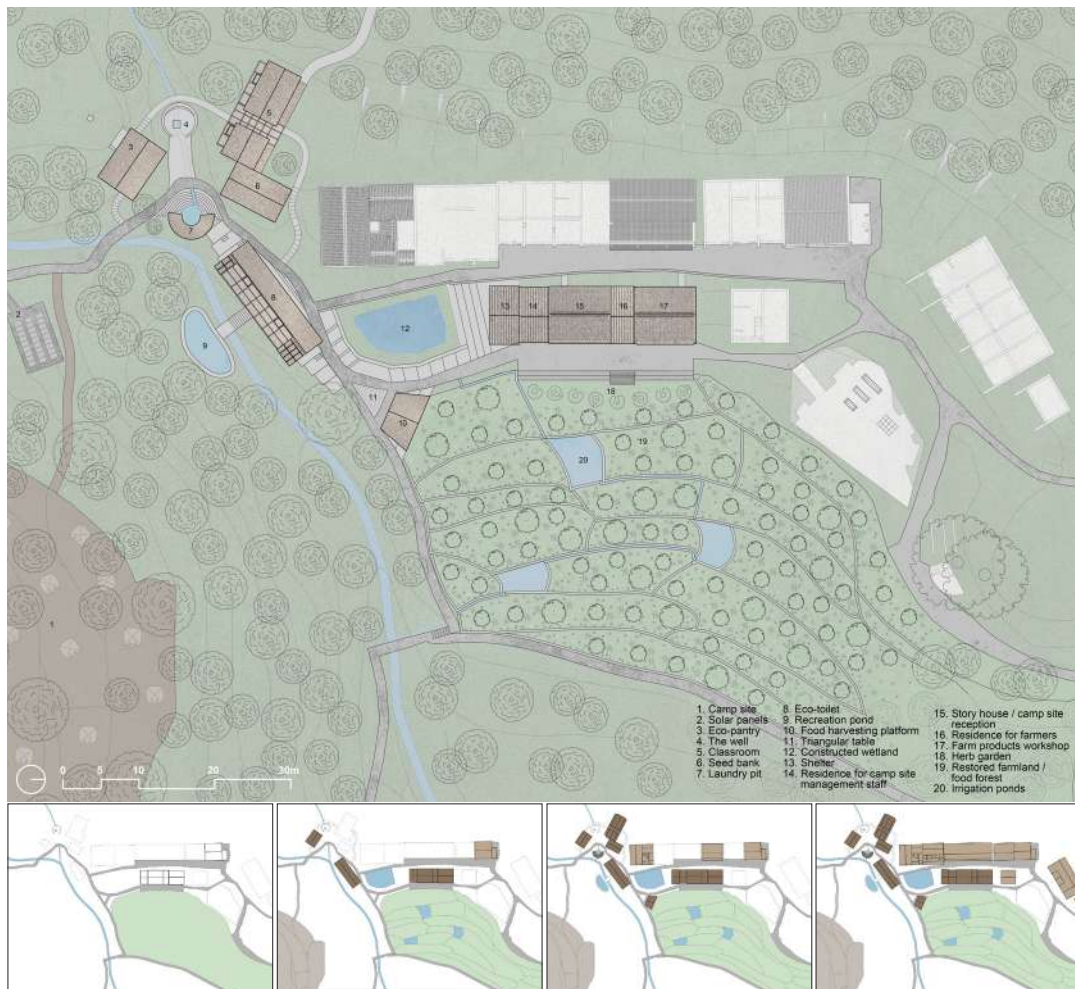 5
4
3
6
7
8
2
9
12
13
14
15
16
17
11
10
18
19
20
1
1. Camp site
2. Solar panels
3. Eco-pantry
4. The well
5. Classroom
6. Seed bank
7. Laundry pit
8. Eco-toilet
9. Recreation pond
10. Food harvesting platform
11. Triangular table
12. Constructed wetland
13. Shelter
14. Residence for camp site
management staff
15. Story house / camp site
reception
16. Residence for farmers
17. Farm products workshop
18. Herb garden
19. Restored farmland /
food forest
20. Irrigation ponds
0 5 10 20 30m